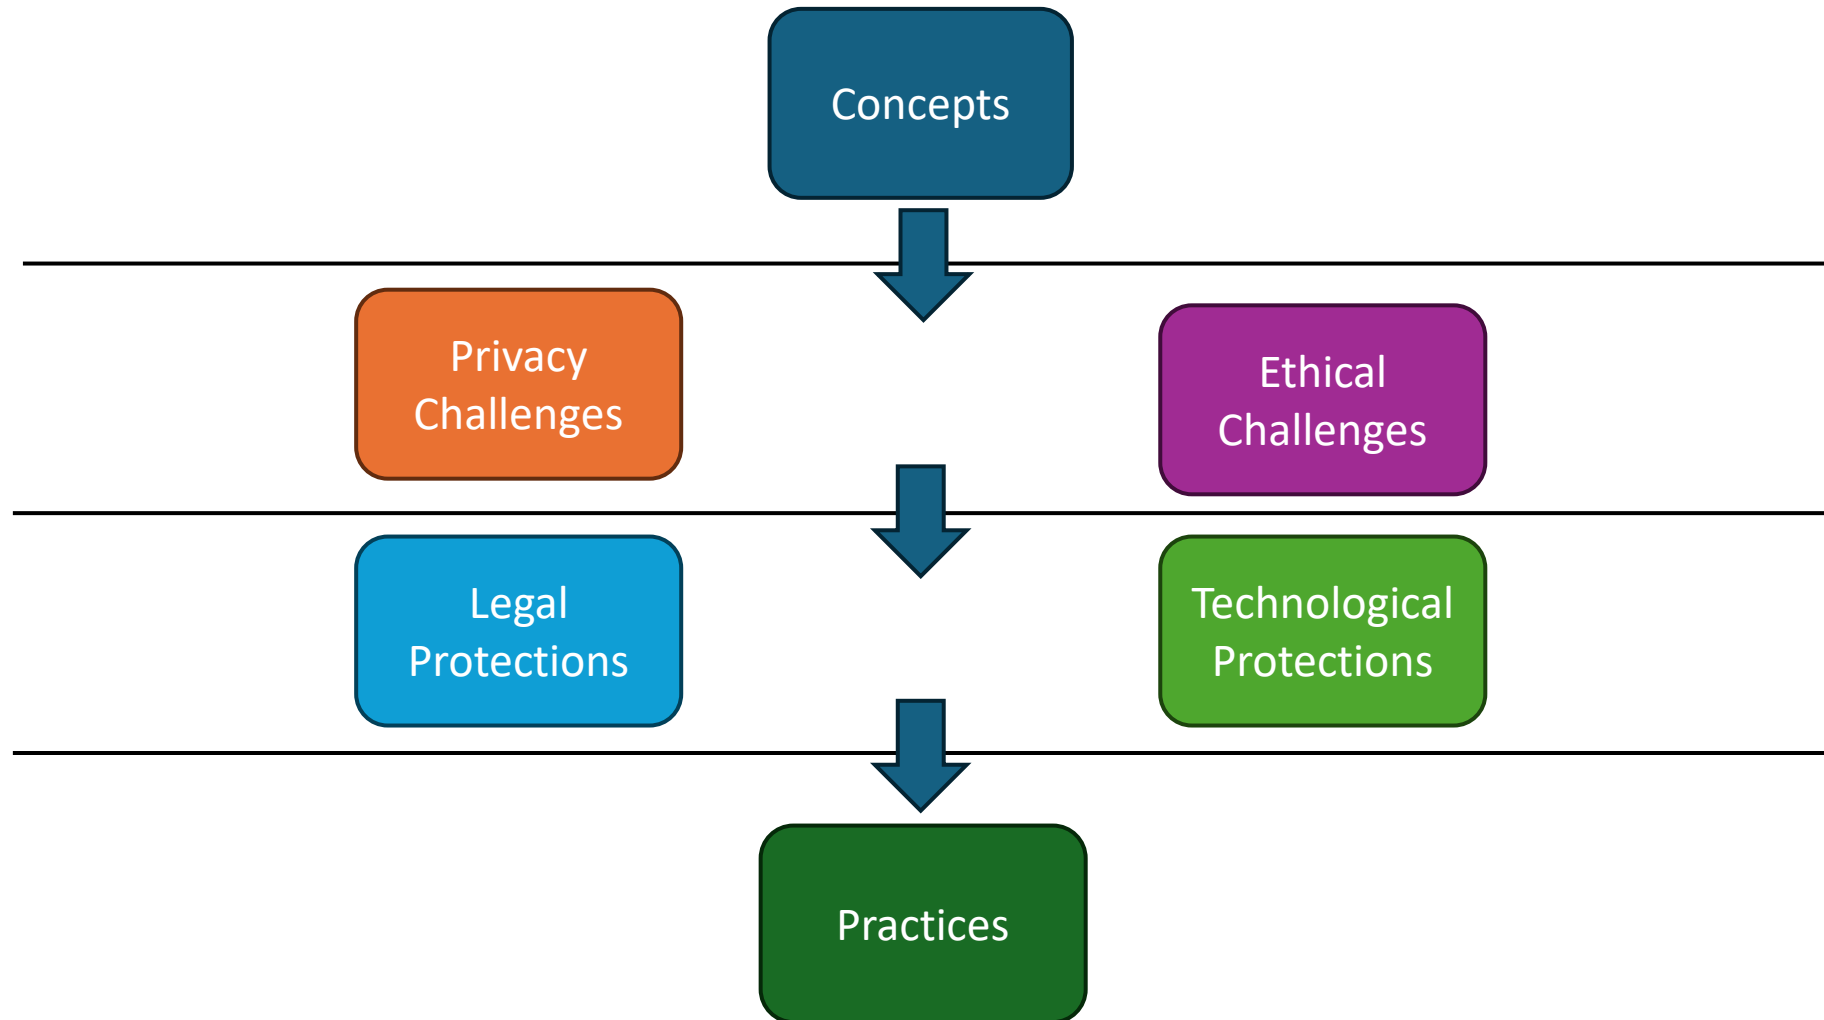 Concepts
Privacy
Challenges
Ethical
Challenges
Legal
Protections
Technological
Protections
Practices